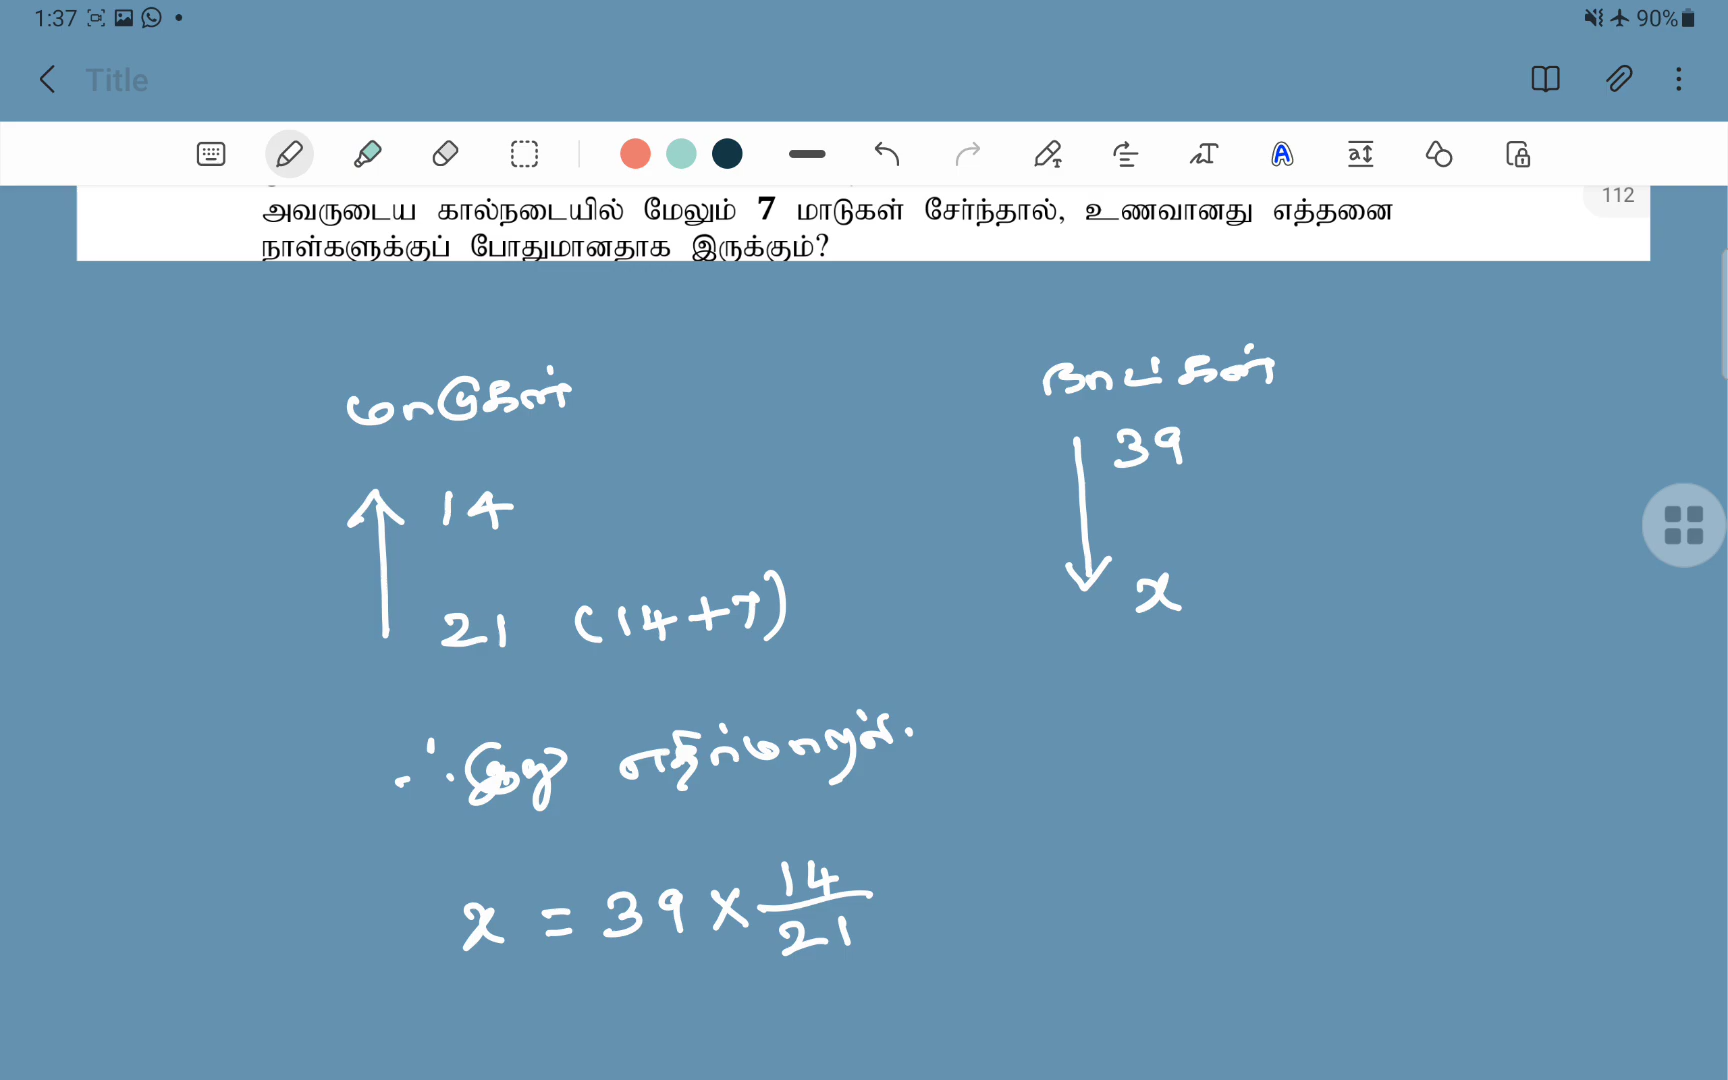 1:37 90%
Title
112
அவருடைய கால்நடையில் மேலும் 7 மாடுகள் சேர்ந்தால், உணவானது எத்தனை
நாள்களுக்குப் போதுமானதாக இருக்கும்?
மாடுகள் நாட்கள்
14 39
21 (14+7) x
∴ இது எதிர்மாறல்.
x = 39 × 14/21